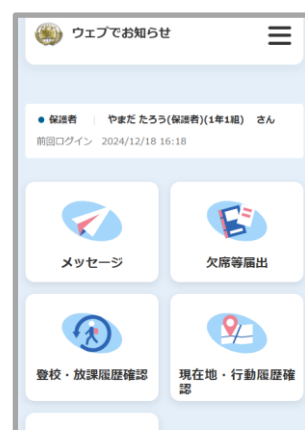 ウェブでお知らせ
保護者 やまだ たろう(保護者)(1年1組) さん
前回ログイン 2024/12/18 16:18
メッセージ
欠席等届出
登校・放課履歴確認
現在地・行動履歴確
認